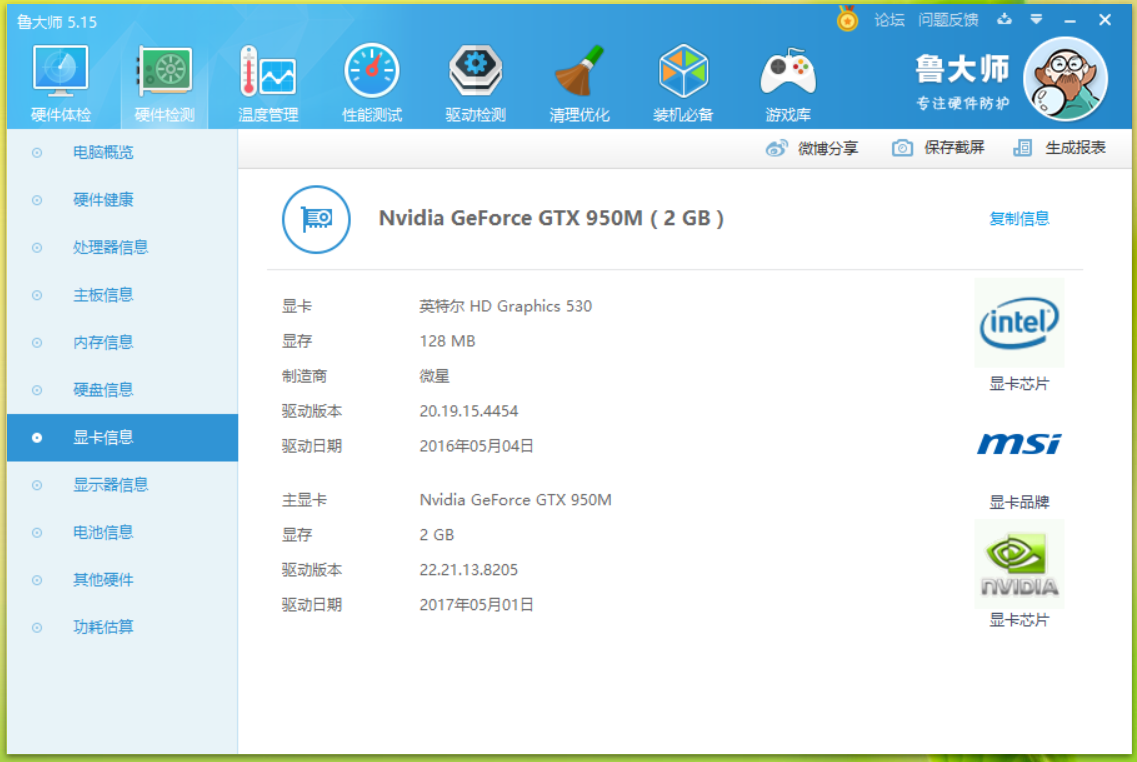 鲁大师 5.15
论坛 问题反馈
硬件体检 硬件检测 温度管理 性能测试 驱动检测 清理优化 装机必备 游戏库
鲁大师
专注硬件防护
微博分享 保存截屏 生成报表
电脑概览
硬件健康
处理器信息
主板信息
内存信息
硬盘信息
显卡信息
显示器信息
电池信息
其他硬件
功耗估算
Nvidia GeForce GTX 950M ( 2 GB )
复制信息
显卡 英特尔 HD Graphics 530
显存 128 MB
制造商 微星
驱动版本 20.19.15.4454
驱动日期 2016年05月04日
主显卡 Nvidia GeForce GTX 950M
显存 2 GB
驱动版本 22.21.13.8205
驱动日期 2017年05月01日
intel
显卡芯片
msi
显卡品牌
NVIDIA
显卡芯片